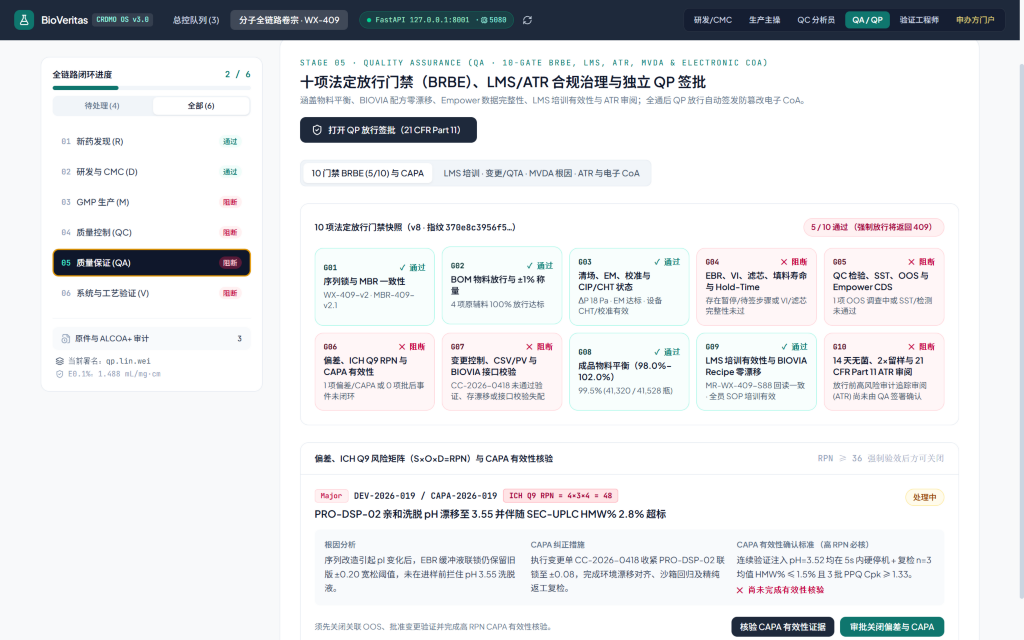 BioVeritas CHROMO OS v3.0 总控队列 (3) 分子全链路卷宗 · WX-409 FastAPI 127.0.0.1:8001 · 5080 研发/CMC 生产主操 QC 分析员 QA / QP 验证工程师 申办方门户
全链路闭环进度 2 / 6
待处理 (4) 全部 (6)
01 新药发现 (R) 通过
02 研发与 CMC (D) 通过
03 GMP 生产 (M) 阻断
04 质量控制 (QC) 阻断
05 质量保证 (QA) 阻断
06 系统与工艺验证 (V) 阻断
原件与 ALCOA+ 审计 3
当前署名: qp.lin.wei
E0.1%, 1.488 mL/mg·cm
STAGE 05 · QUALITY ASSURANCE (QA · 10-GATE BRBE, LMS, ATR, MVDA & ELECTRONIC COA)
十项法定放行门禁（BRBE）、LMS/ATR 合规治理与独立 QP 签批
涵盖物料平衡、BIOVIA 配方零漂移、Empower 数据完整性、LMS 培训有效性与 ATR 审阅；全通后 QP 放行自动签发防篡改电子 CoA。
打开 QP 放行签批（21 CFR Part 11）
10 门禁 BRBE (5/10) 与 CAPA LMS 培训 · 变更/QTA · MVDA 根因 · ATR 与电子 CoA
10 项法定放行门禁快照（v8 · 指纹 370e8c3956f5…） 5 / 10 通过 （强制放行将返回 409）
G01 ✓ 通过
序列锁与 MBR 一致性
WX-409-v2 · MBR-409-
v2.1
G02 ✓ 通过
BOM 物料放行与 ±1% 称
量
4 项原辅料 100% 放行达标
G03 ✓ 通过
清场、EM、校准与
CIP/CHT 状态
ΔP 18 Pa · EM 达标 · 设备
CHT/校准有效
G04 ✕ 阻断
EBR、VI、滤芯、填料寿命
与 Hold-Time
存在暂停/待签步骤或 VI/滤芯
完整性未过
G05 ✕ 阻断
QC 检验、SST、OOS 与
Empower CDS
1 项 OOS 调查中或 SST/检测
未通过
G06 ✕ 阻断
偏差、ICH Q9 RPN 与
CAPA 有效性
1 项偏差/CAPA 或 0 项批后事
件未闭环
G07 ✕ 阻断
变更控制、CSV/PV 与
BIOVIA 接口校验
CC-2026-0418 未通过验
证、存漂移或接口校验失配
G08 ✓ 通过
成品物料平衡（98.0%–
102.0%）
99.5% (41,320 / 41,528 瓶)
G09 ✓ 通过
LMS 培训有效性与 BIOVIA
Recipe 零漂移
MR-WX-409-S88 回读一致
· 全员 SOP 培训有效
G10 ✕ 阻断
14 天无菌、2×留样与 21
CFR Part 11 ATR 审阅
放行前高风险审计追踪审阅
(ATR) 尚未由 QA 签署确认
偏差、ICH Q9 风险矩阵（S×O×D=RPN）与 CAPA 有效性核验 RPN ≥ 36 强制验效后方可关闭
Major DEV-2026-019 / CAPA-2026-019 ICH Q9 RPN = 4×3×4 = 48 处理中
PRO-DSP-02 亲和洗脱 pH 漂移至 3.55 并伴随 SEC-UPLC HMW% 2.8% 超标
根因分析
序列改造引起 pI 变化后，EBR 缓冲液联锁仍保留旧
版 ±0.20 宽松阈值，未在进样前拦住 pH 3.55 洗脱
液。
CAPA 纠正措施
执行变更单 CC-2026-0418 收紧 PRO-DSP-02 联
锁至 ±0.08，完成环境漂移对齐、沙箱回归及精纯
返工复检。
CAPA 有效性确认标准 （高 RPN 必核）
连续验证注入 pH=3.52 均在 5s 内硬停机 + 复检 n=3
均值 HMW% ≤ 1.5% 且 3 批 PPQ Cpk ≥ 1.33。
✕ 尚未完成有效性核验
须先关闭关联 OOS、批准变更验证并完成高 RPN CAPA 有效性核验。 核验 CAPA 有效性证据 审批关闭偏差与 CAPA